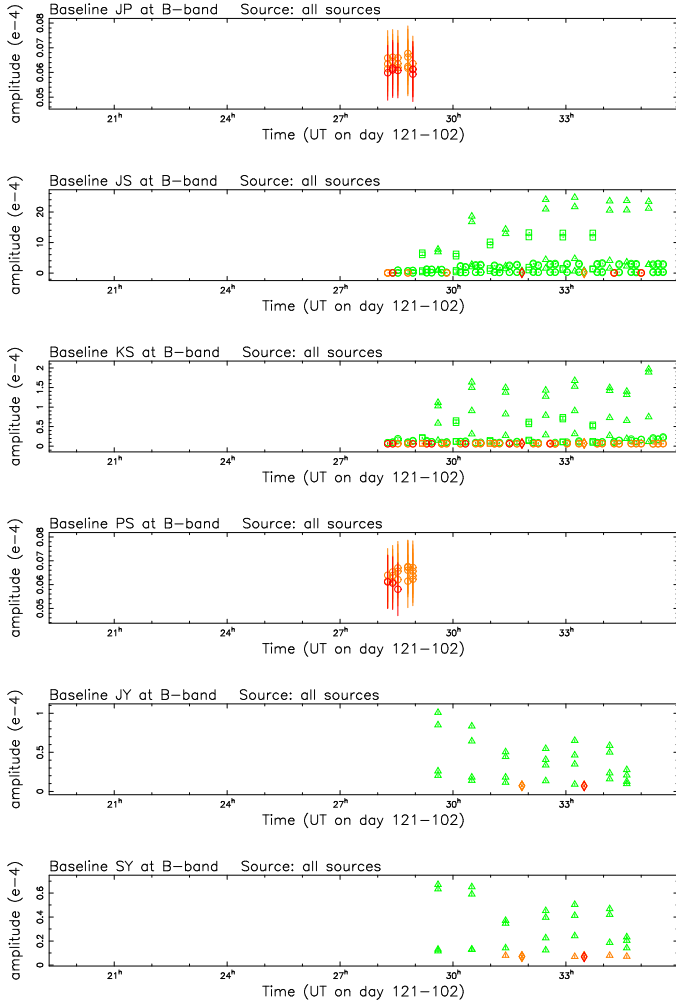 Baseline JP at B-band Source: all sources
amplitude (e-4)
0.05 0.06 0.07 0.08
21h 24h 27h 30h 33h
Time (UT on day 121-102)
Baseline JS at B-band Source: all sources
amplitude (e-4)
0 10 20
21h 24h 27h 30h 33h
Time (UT on day 121-102)
Baseline KS at B-band Source: all sources
amplitude (e-4)
0 0.5 1 1.5 2
21h 24h 27h 30h 33h
Time (UT on day 121-102)
Baseline PS at B-band Source: all sources
amplitude (e-4)
0.05 0.06 0.07 0.08
21h 24h 27h 30h 33h
Time (UT on day 121-102)
Baseline JY at B-band Source: all sources
amplitude (e-4)
0 0.5 1
21h 24h 27h 30h 33h
Time (UT on day 121-102)
Baseline SY at B-band Source: all sources
amplitude (e-4)
0 0.2 0.4 0.6
21h 24h 27h 30h 33h
Time (UT on day 121-102)